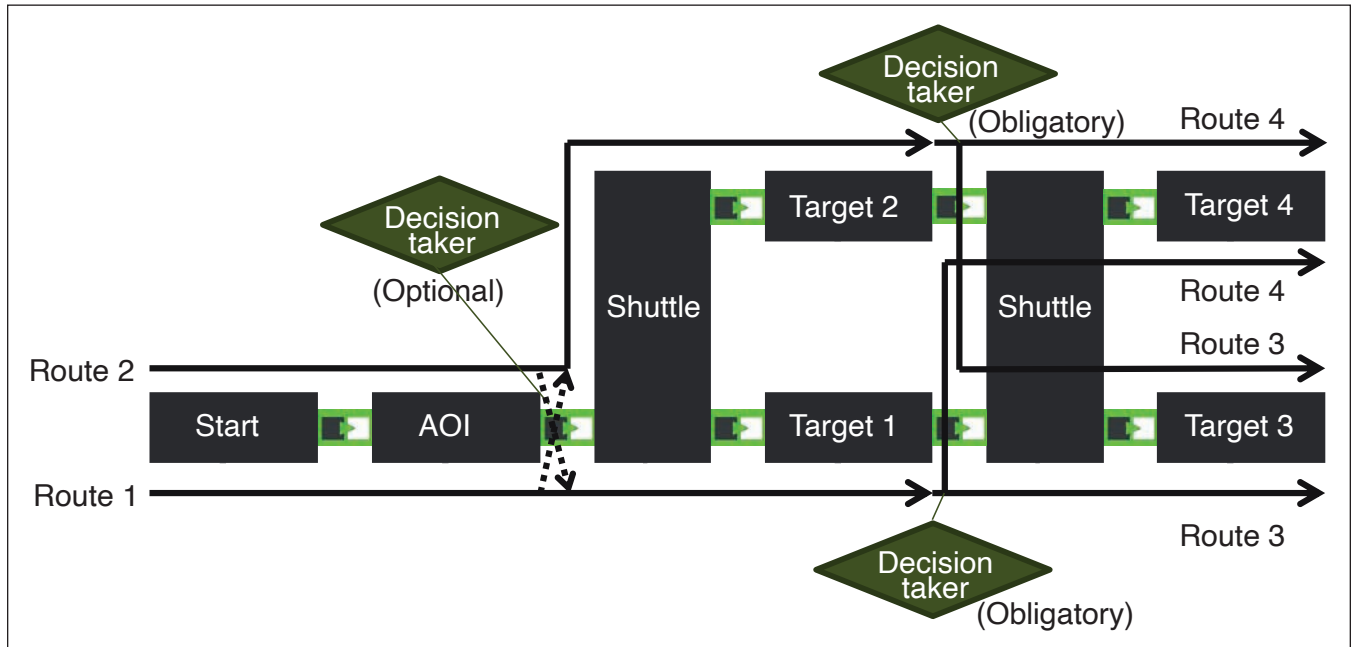 Decision
taker
(Obligatory)
Route 4
Decision
taker
(Optional)
Target 2
Target 4
Shuttle
Shuttle
Route 4
Route 3
Route 2
Start
AOI
Target 1
Target 3
Route 1
Route 3
Decision
taker
(Obligatory)